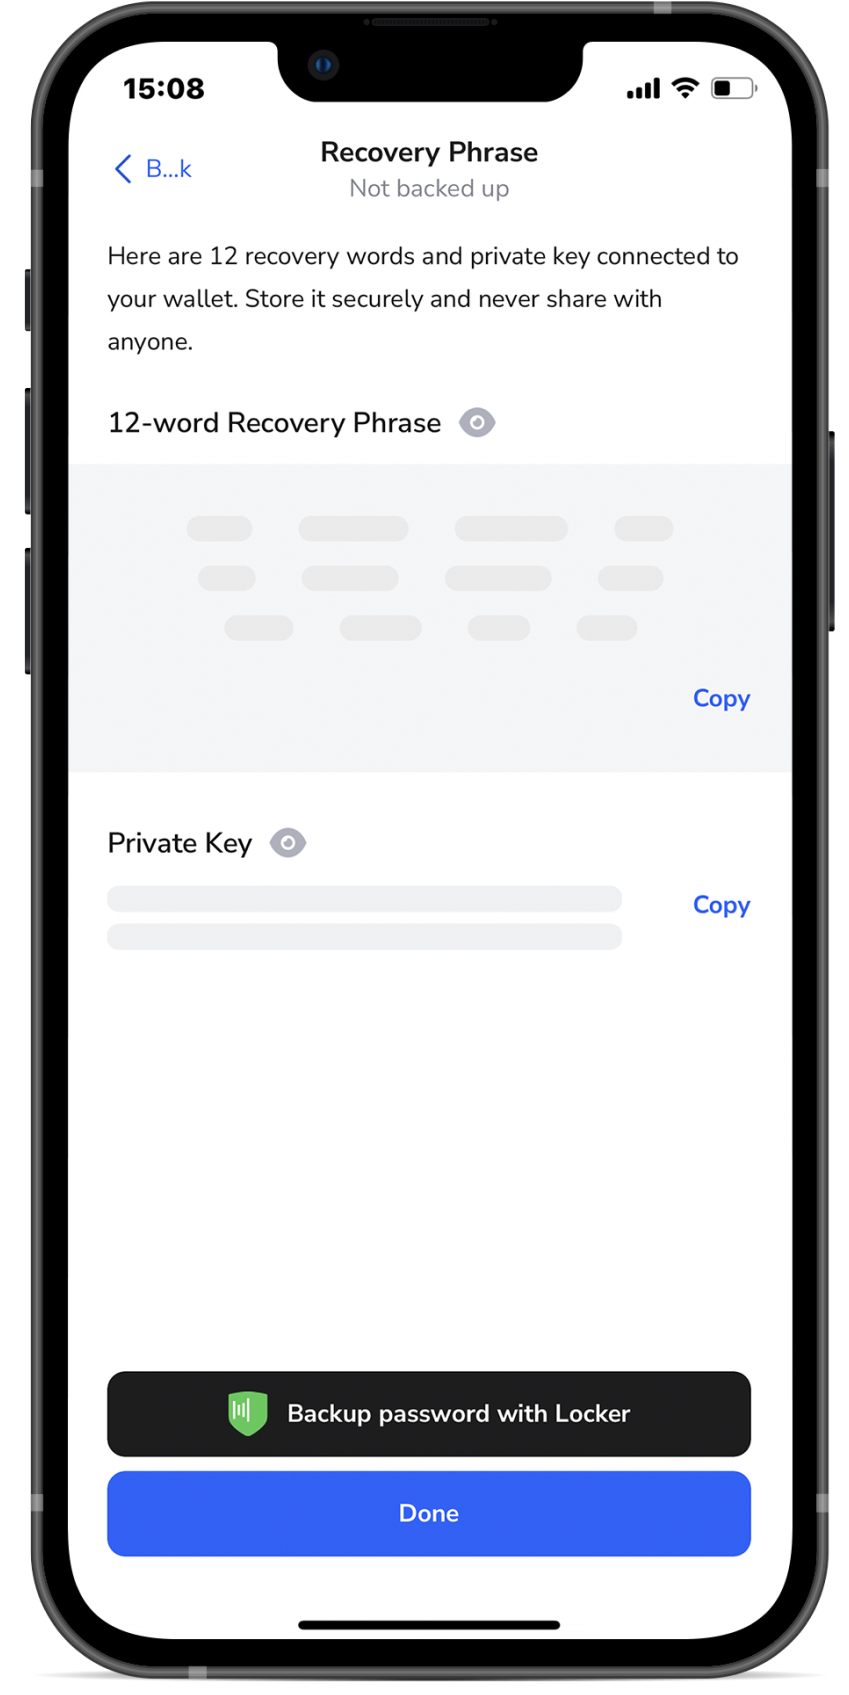 15:08
B...k
Recovery Phrase
Not backed up
Here are 12 recovery words and private key connected to
your wallet. Store it securely and never share with
anyone.
12-word Recovery Phrase
Copy
Private Key
Copy
Backup password with Locker
Done